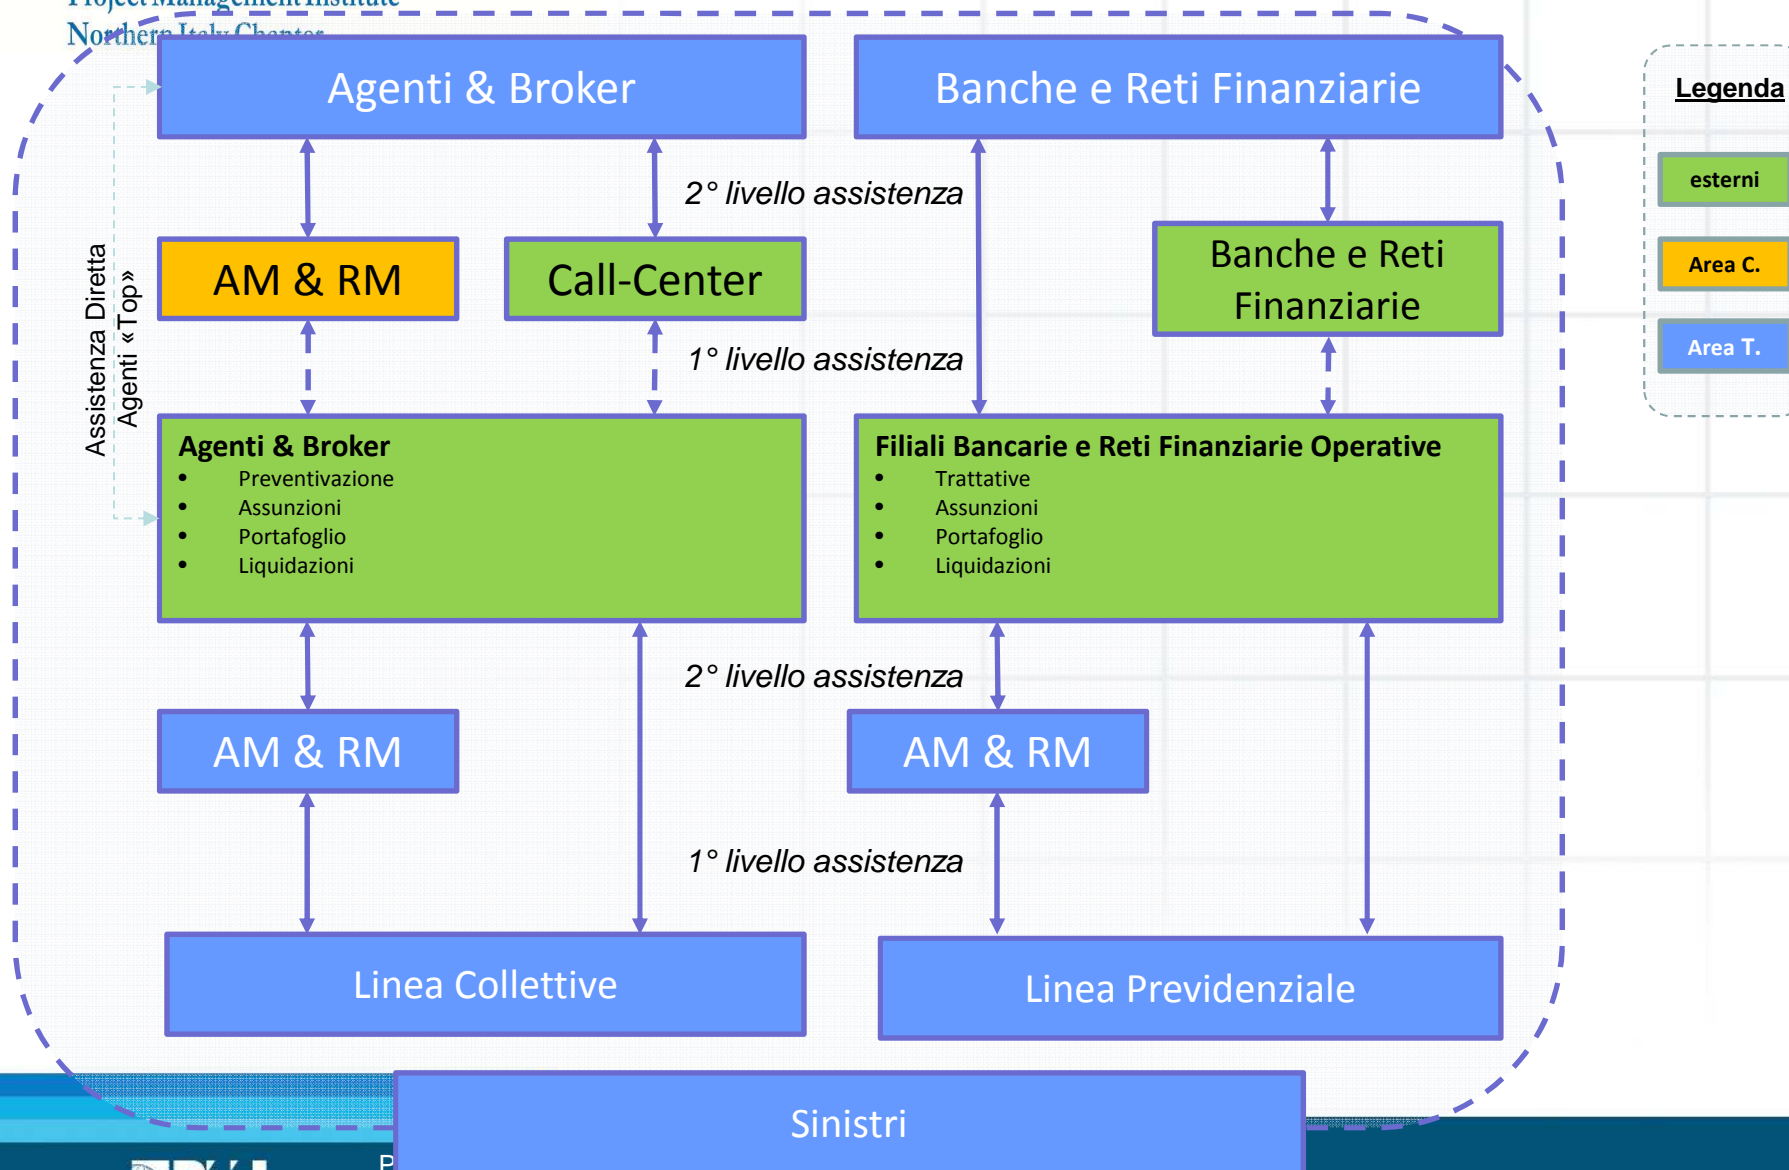 Project Management Institute
Northern Italy Chapter
Agenti & Broker
Banche e Reti Finanziarie
Legenda
esterni
Area C.
Area T.
2° livello assistenza
AM & RM
Call-Center
Banche e Reti
Finanziarie
Assistenza Diretta
Agenti «Top»
1° livello assistenza
Agenti & Broker
• Preventivazione
• Assunzioni
• Portafoglio
• Liquidazioni
Filiali Bancarie e Reti Finanziarie Operative
• Trattative
• Assunzioni
• Portafoglio
• Liquidazioni
2° livello assistenza
AM & RM
AM & RM
1° livello assistenza
Linea Collettive
Linea Previdenziale
Sinistri